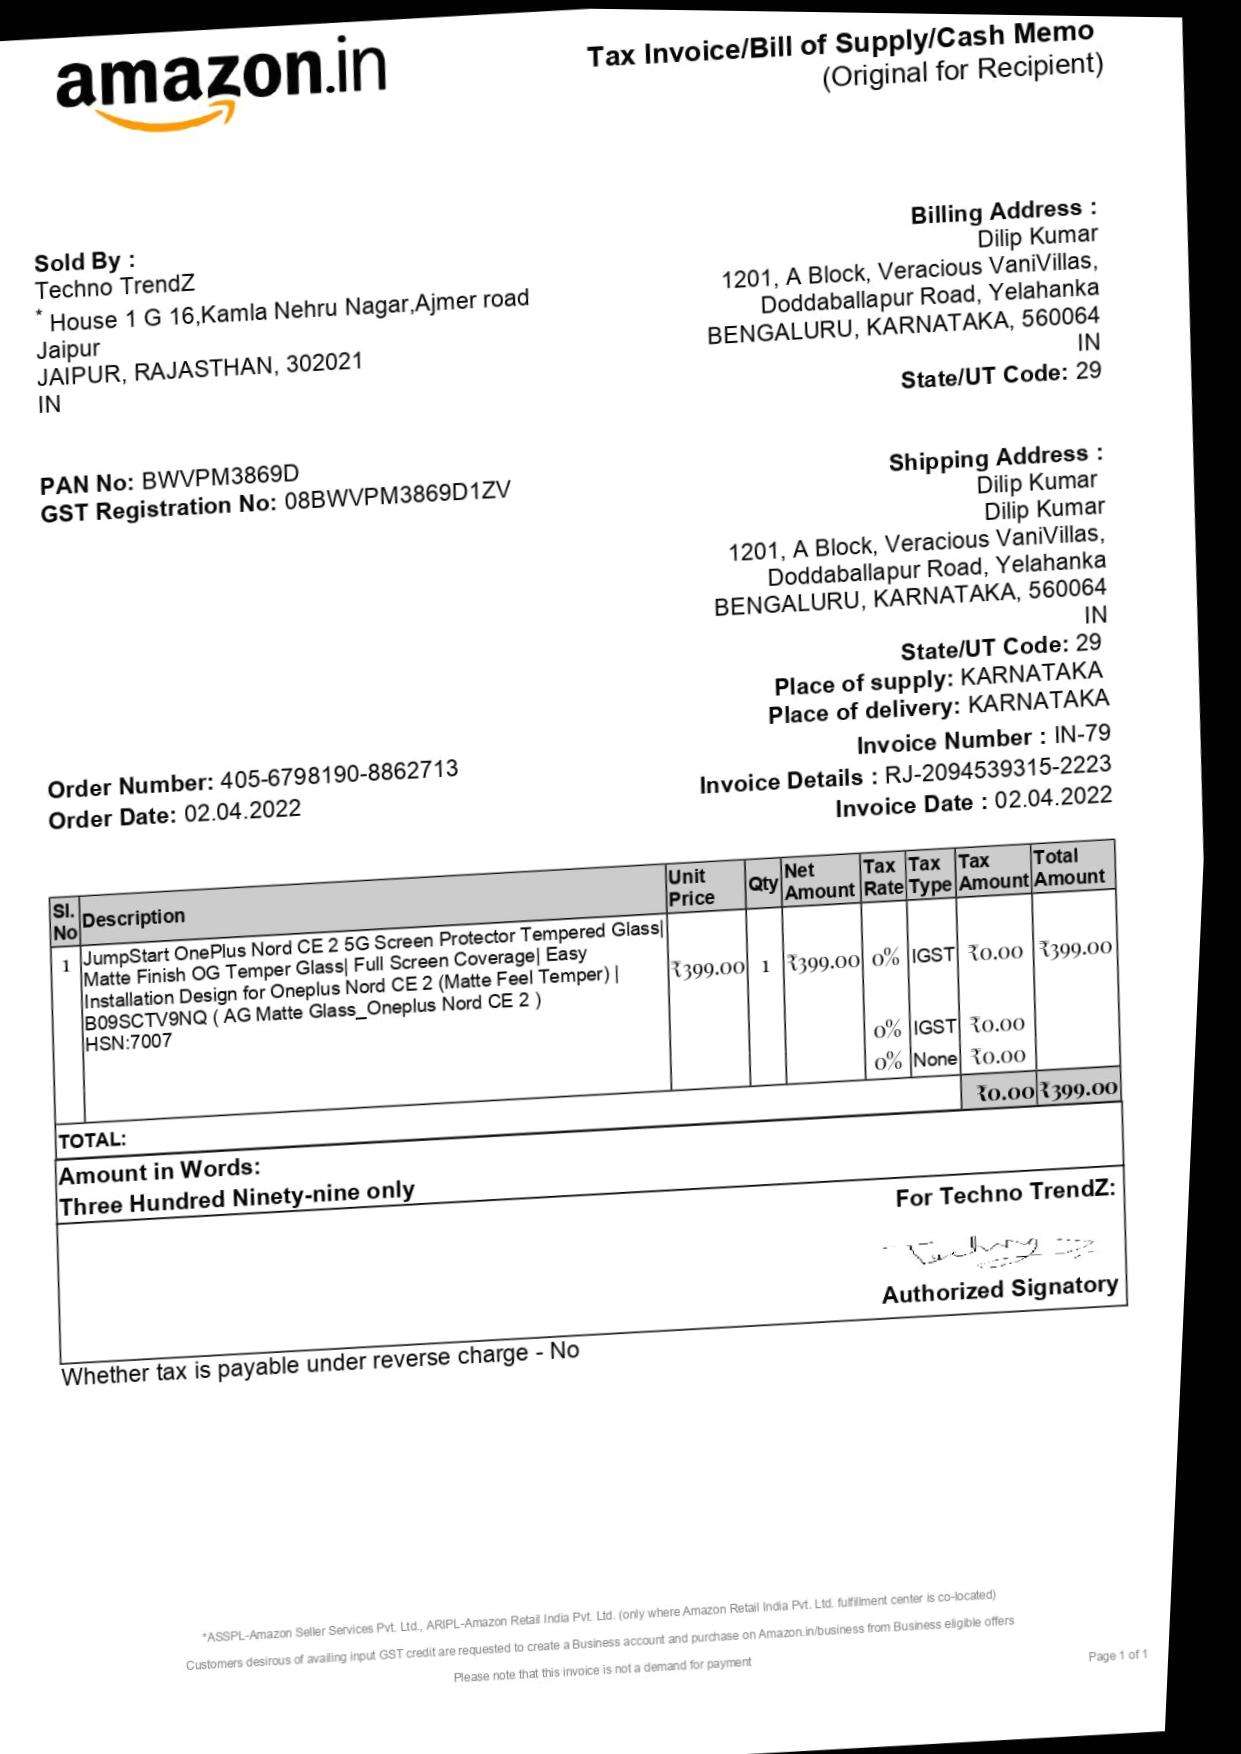 amazon.in
Tax Invoice/Bill of Supply/Cash Memo
(Original for Recipient)
Sold By :
Techno TrendZ
* House 1 G 16,Kamla Nehru Nagar,Ajmer road
Jaipur
JAIPUR, RAJASTHAN, 302021
IN
PAN No: BWVPM3869D
GST Registration No: 08BWVPM3869D1ZV
Billing Address :
Dilip Kumar
1201, A Block, Veracious VaniVillas,
Doddaballapur Road, Yelahanka
BENGALURU, KARNATAKA, 560064
IN
State/UT Code: 29
Shipping Address :
Dilip Kumar
Dilip Kumar
1201, A Block, Veracious VaniVillas,
Doddaballapur Road, Yelahanka
BENGALURU, KARNATAKA, 560064
IN
State/UT Code: 29
Place of supply: KARNATAKA
Place of delivery: KARNATAKA
Order Number: 405-6798190-8862713
Order Date: 02.04.2022
Invoice Number : IN-79
Invoice Details : RJ-2094539315-2223
Invoice Date : 02.04.2022
Sl. No Description Unit Price Qty Net Amount Tax Rate Tax Type Tax Amount Total Amount
1 JumpStart OnePlus Nord CE 2 5G Screen Protector Tempered Glass| ₹399.00 1 ₹399.00 0% IGST ₹0.00 ₹399.00
Matte Finish OG Temper Glass| Full Screen Coverage| Easy
Installation Design for Oneplus Nord CE 2 (Matte Feel Temper) |
B09SCTV9NQ ( AG Matte Glass_Oneplus Nord CE 2 )
HSN:7007
0% IGST ₹0.00
0% None ₹0.00
TOTAL: ₹0.00 ₹399.00
Amount in Words:
Three Hundred Ninety-nine only
For Techno TrendZ:
Authorized Signatory
Whether tax is payable under reverse charge - No
*ASSPL-Amazon Seller Services Pvt. Ltd., ARIPL-Amazon Retail India Pvt. Ltd. (only where Amazon Retail India Pvt. Ltd. fulfillment center is co-located)
Customers desirous of availing input GST credit are requested to create a Business account and purchase on Amazon.in/business from Business eligible offers
Please note that this invoice is not a demand for payment
Page 1 of 1